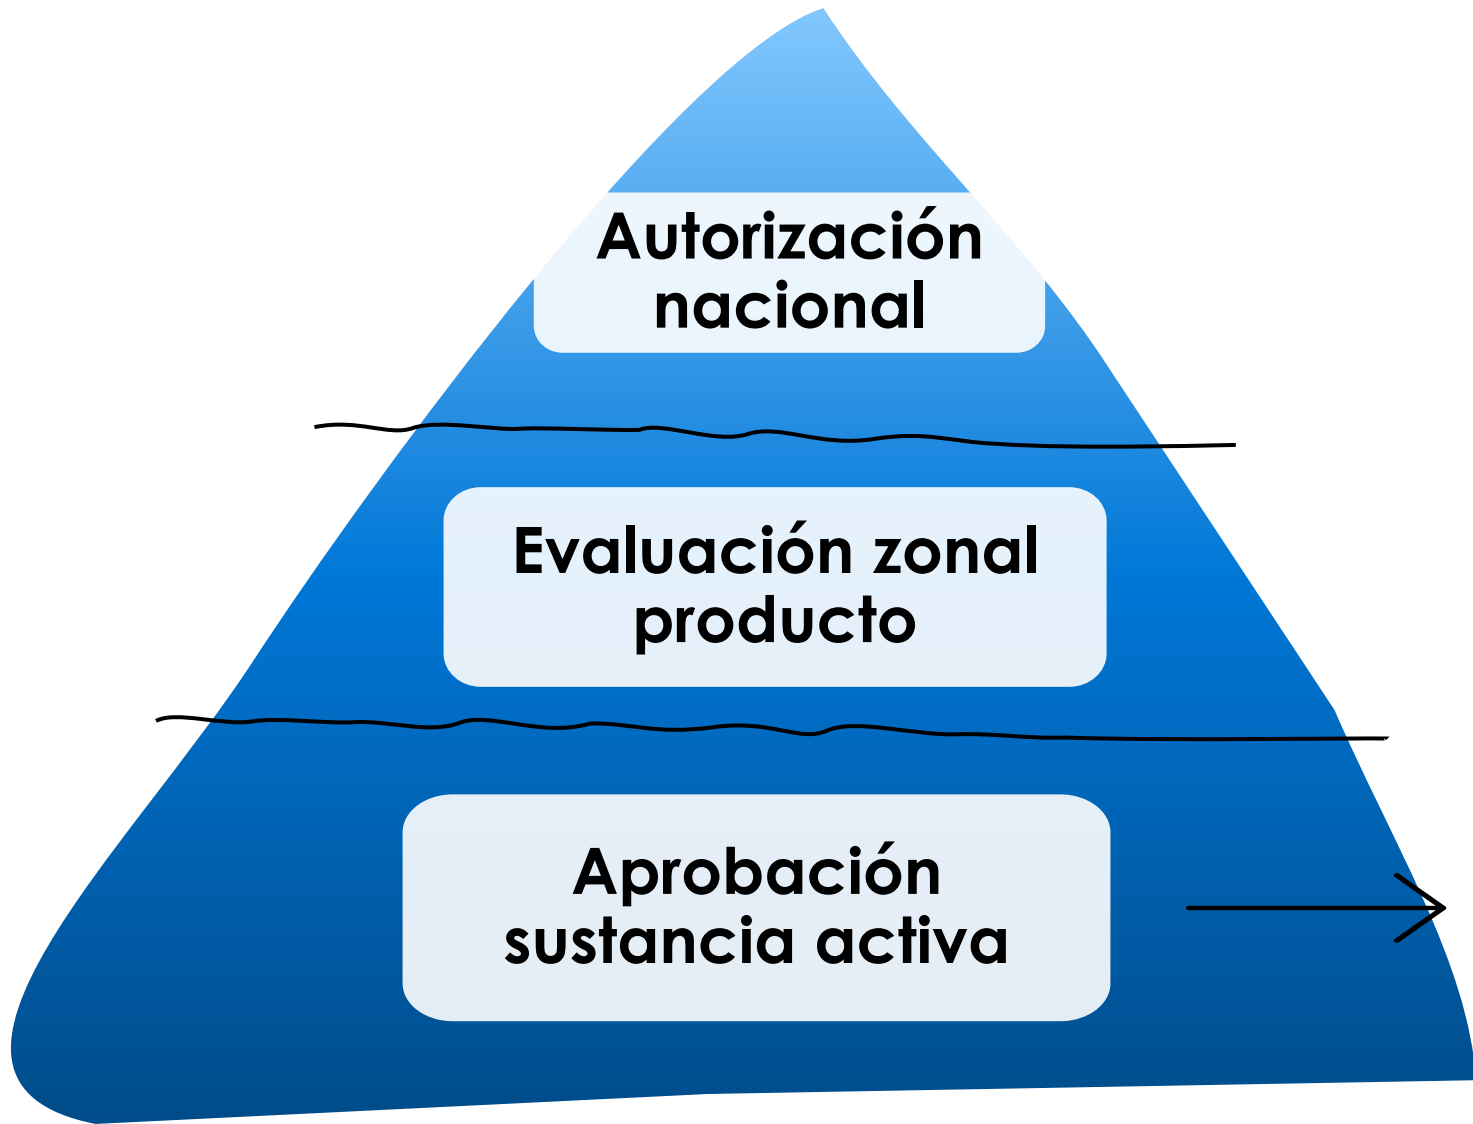 Autorización
nacional
Evaluación zonal
producto
Aprobación
sustancia activa